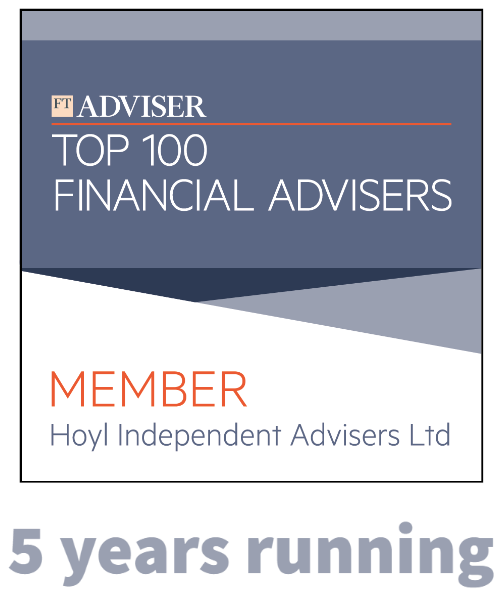 FT ADVISER
TOP 100
FINANCIAL ADVISERS
MEMBER
Hoyl Independent Advisers Ltd
5 years running